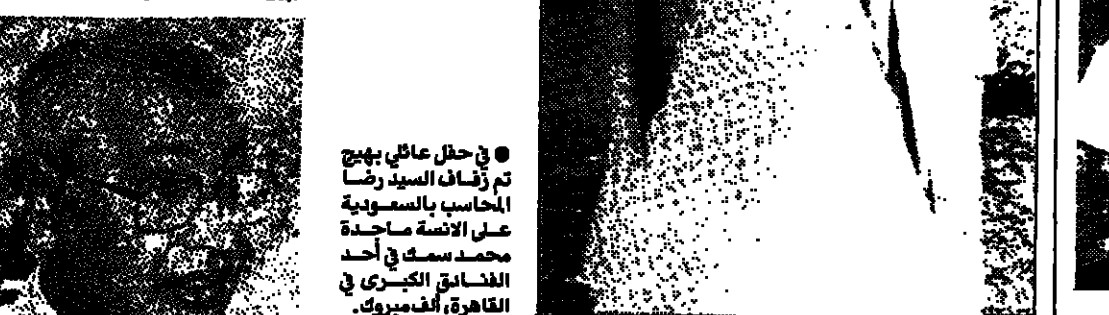 ● في حفل عائلي بهيج
تم زفاف السيد رضا
المحاسب بالسعودية
على الانسة ماجدة
محمد سمك في أحد
الفنادق الكبرى في
القاهرة، ألف مبروك.